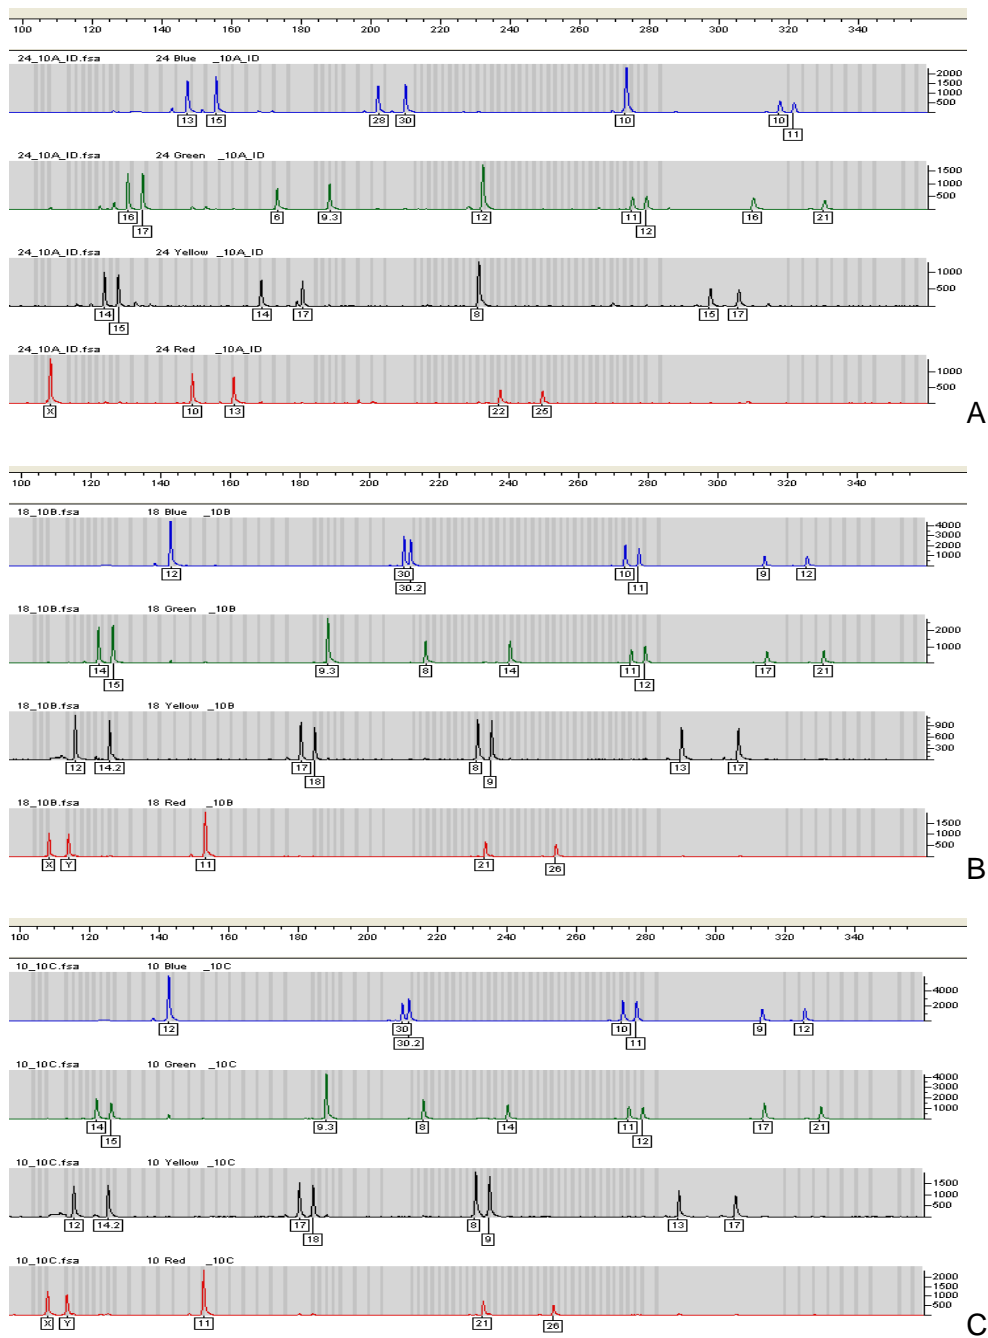 100 120 140 160 180 200 220 240 260 280 300 320 340
24_10A_ID.fsa 24 Blue _10A_ID
2000
1500
1000
500
13 15 28 30 10 10
11
24_10A_ID.fsa 24 Green _10A_ID
1500
1000
500
16 6 9.3 12 11 16 21
17 12
24_10A_ID.fsa 24 Yellow _10A_ID
1000
500
14 14 17 8 15 17
15
24_10A_ID.fsa 24 Red _10A_ID
1000
500
X 10 13 22 25
A
100 120 140 160 180 200 220 240 260 280 300 320 340
18_10B.fsa 18 Blue _10B
4000
3000
2000
1000
12 30 10 9 12
30.2 11
18_10B.fsa 18 Green _10B
2000
1000
14 9.3 8 14 11 17 21
15 12
18_10B.fsa 18 Yellow _10B
900
600
300
12 14.2 17 8 13 17
18 9
18_10B.fsa 18 Red _10B
1500
1000
500
X Y 11 21 26
B
100 120 140 160 180 200 220 240 260 280 300 320 340
10_10C.fsa 10 Blue _10C
4000
2000
12 30 10 9 12
30.2 11
10_10C.fsa 10 Green _10C
4000
3000
2000
1000
14 9.3 8 14 11 17 21
15 12
10_10C.fsa 10 Yellow _10C
1500
1000
500
12 14.2 17 8 13 17
18 9
10_10C.fsa 10 Red _10C
2000
1500
1000
500
X Y 11 21 26
C